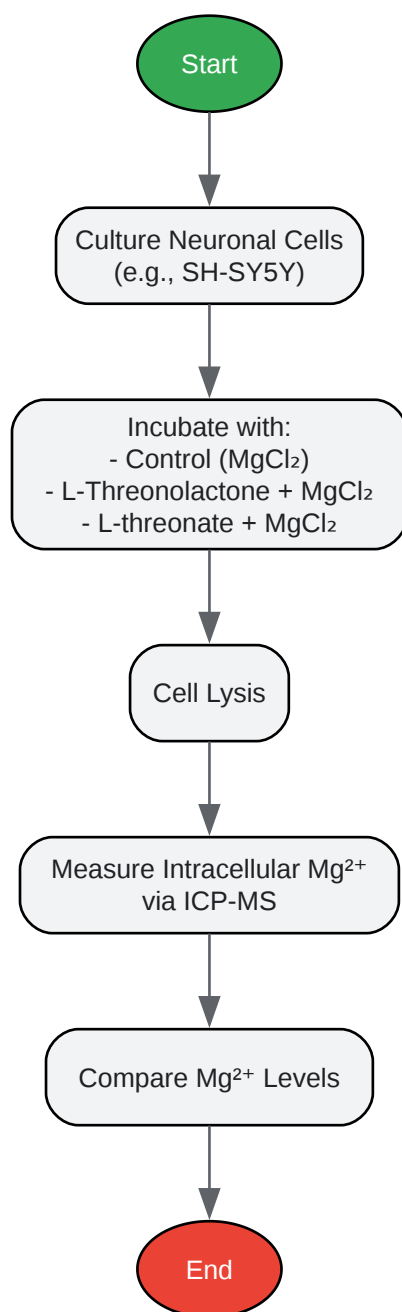 Start
Culture Neuronal Cells
(e.g., SH-SY5Y)
Incubate with:
- Control (MgCl₂)
- L-Threonolactone + MgCl₂
- L-threonate + MgCl₂
Cell Lysis
Measure Intracellular Mg²⁺
via ICP-MS
Compare Mg²⁺ Levels
End